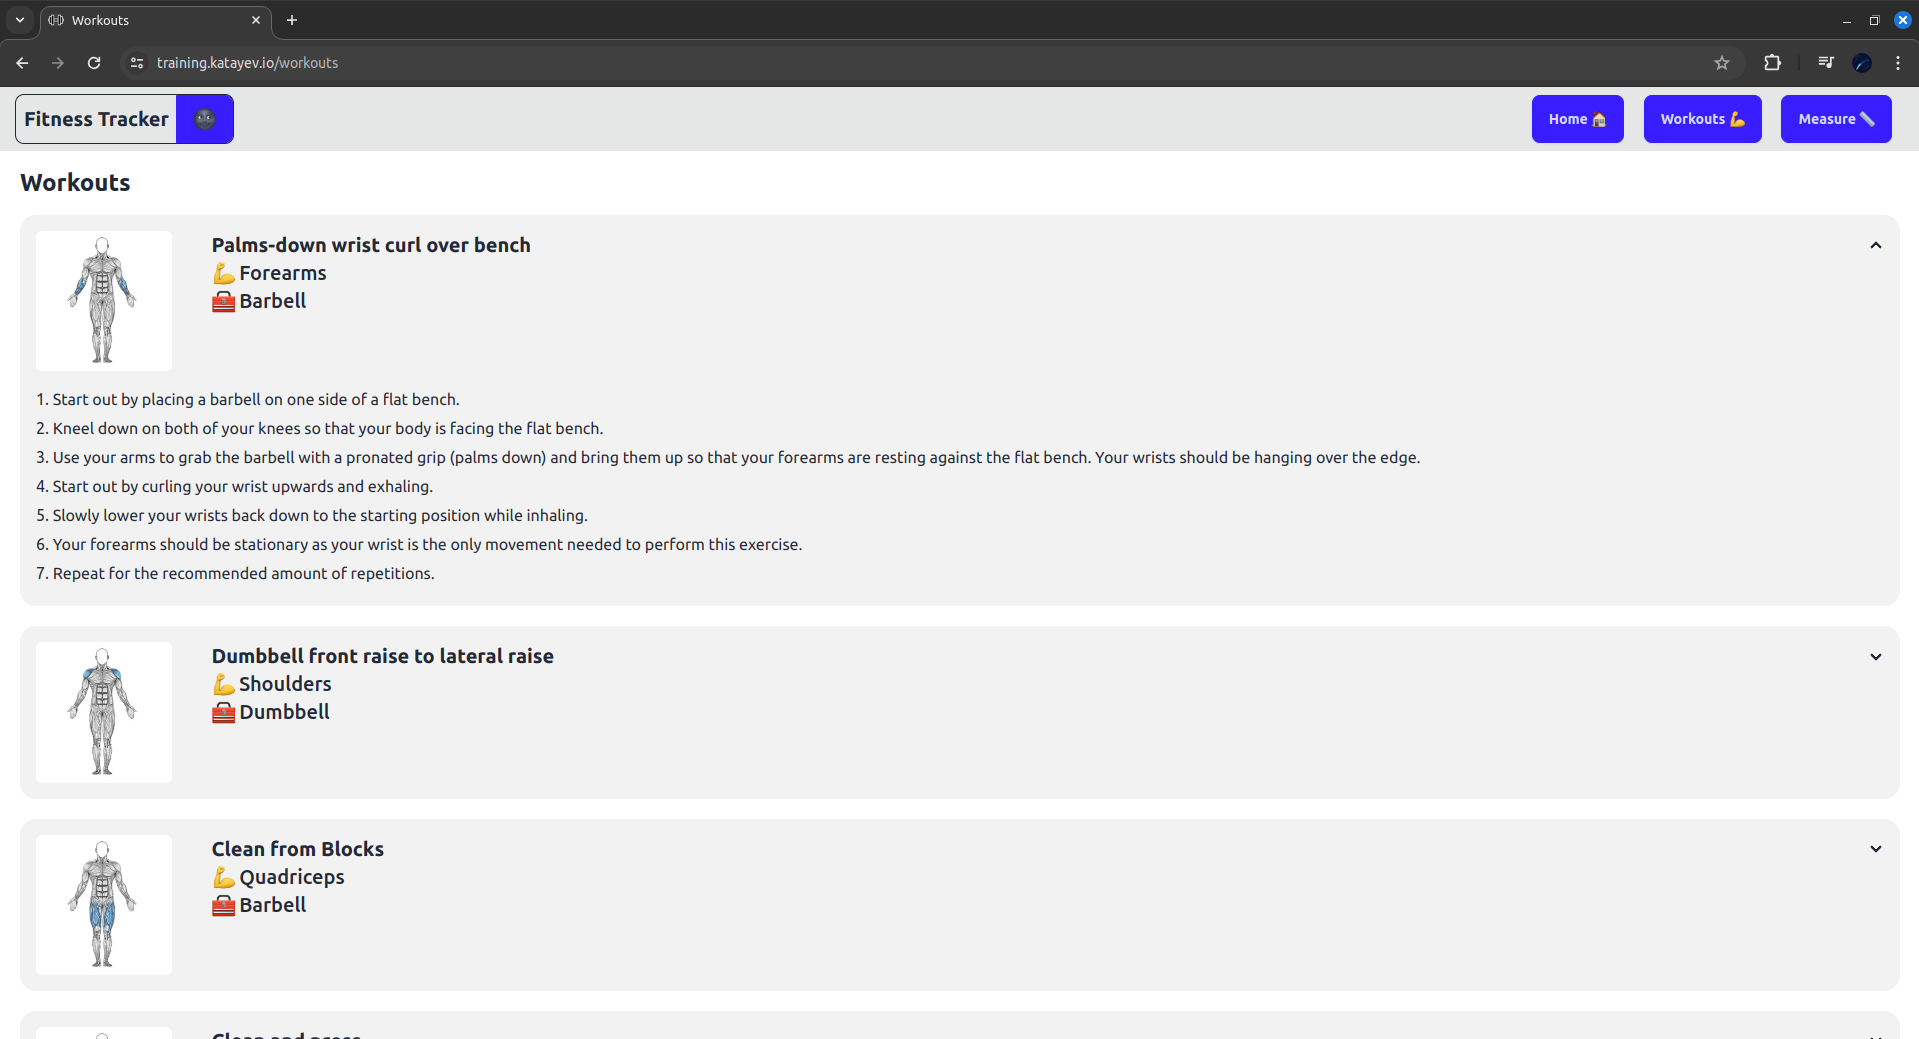 Workouts
training.katayev.io/workouts
Fitness Tracker
Home
Workouts
Measure
Workouts
Palms-down wrist curl over bench
Forearms
Barbell
1. Start out by placing a barbell on one side of a flat bench.
2. Kneel down on both of your knees so that your body is facing the flat bench.
3. Use your arms to grab the barbell with a pronated grip (palms down) and bring them up so that your forearms are resting against the flat bench. Your wrists should be hanging over the edge.
4. Start out by curling your wrist upwards and exhaling.
5. Slowly lower your wrists back down to the starting position while inhaling.
6. Your forearms should be stationary as your wrist is the only movement needed to perform this exercise.
7. Repeat for the recommended amount of repetitions.
Dumbbell front raise to lateral raise
Shoulders
Dumbbell
Clean from Blocks
Quadriceps
Barbell
Clean and press